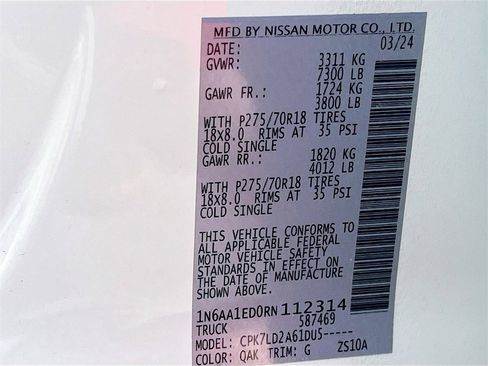 MFD BY NISSAN MOTOR CO., LTD.
DATE: 03/24
GVWR: 3311 KG
7300 LB
GAWR FR.: 1724 KG
3800 LB
WITH P275/70R18 TIRES
18X8.0 RIMS AT 35 PSI
COLD SINGLE
GAWR RR.: 1820 KG
4012 LB
WITH P275/70R18 TIRES
18X8.0 RIMS AT 35 PSI
COLD SINGLE
THIS VEHICLE CONFORMS TO
ALL APPLICABLE FEDERAL
MOTOR VEHICLE SAFETY
STANDARDS IN EFFECT ON
THE DATE OF MANUFACTURE
SHOWN ABOVE.
1N6AA1ED0RN112314
TRUCK 587469
MODEL: CPK7LD2A61DU5-----
COLOR: QAK TRIM: G ZS10A